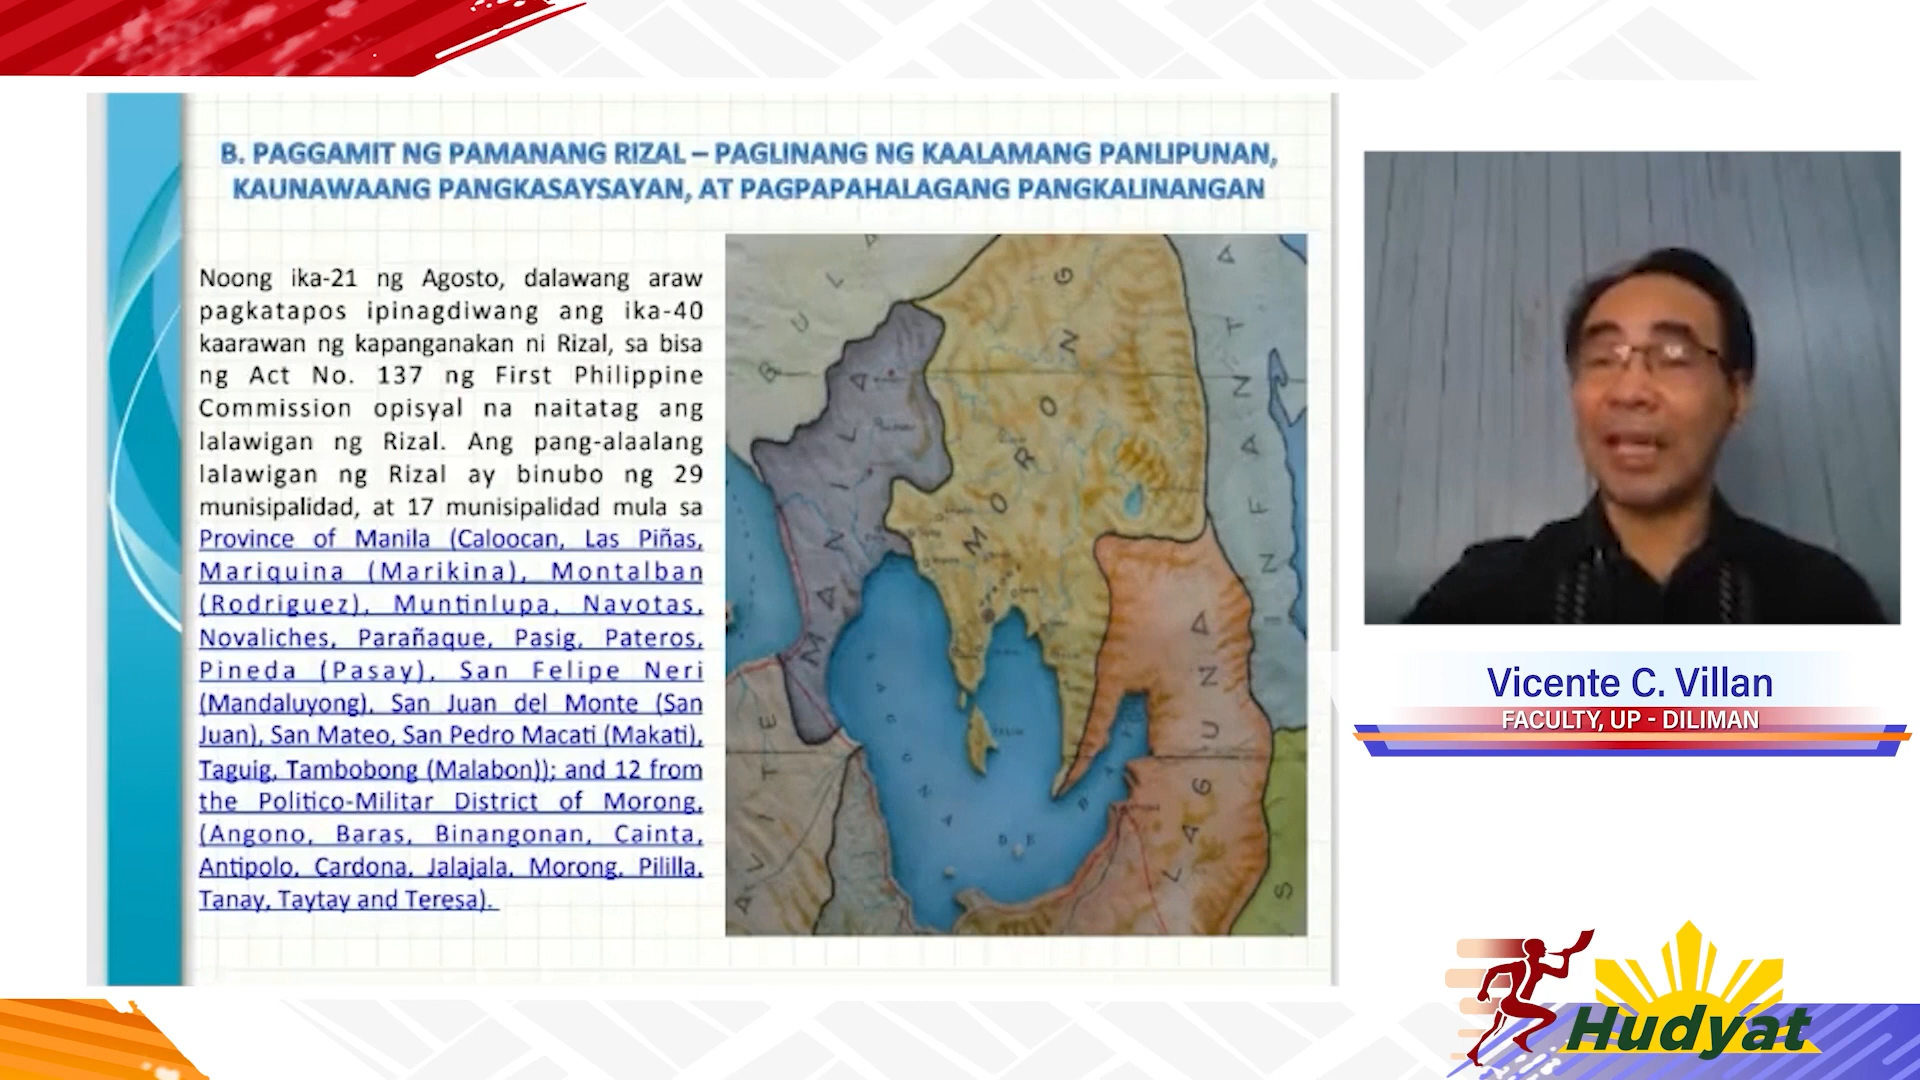 B. PAGGAMIT NG PAMANANG RIZAL – PAGLINANG NG KAALAMANG PANLIPUNAN,
KAUNAWAANG PANGKASAYSAYAN, AT PAGPAPAHALAGANG PANGKALINANGAN
Noong ika-21 ng Agosto, dalawang araw
pagkatapos ipinagdiwang ang ika-40
kaarawan ng kapanganakan ni Rizal, sa bisa
ng Act No. 137 ng First Philippine
Commission opisyal na naitatag ang
lalawigan ng Rizal. Ang pang-alaalang
lalawigan ng Rizal ay binubo ng 29
munisipalidad, at 17 munisipalidad mula sa
Province of Manila (Caloocan, Las Piñas,
Mariquina (Marikina), Montalban
(Rodriguez), Muntinlupa, Navotas,
Novaliches, Parañaque, Pasig, Pateros,
Pineda (Pasay), San Felipe Neri
(Mandaluyong), San Juan del Monte (San
Juan), San Mateo, San Pedro Macati (Makati),
Taguig, Tambobong (Malabon)); and 12 from
the Politico-Militar District of Morong,
(Angono, Baras, Binangonan, Cainta,
Antipolo, Cardona, Jalajala, Morong, Pililla,
Tanay, Taytay and Teresa).
MORONG
MANILA
LAGUNA
INFANTA
Vicente C. Villan
FACULTY, UP - DILIMAN
Hudyat